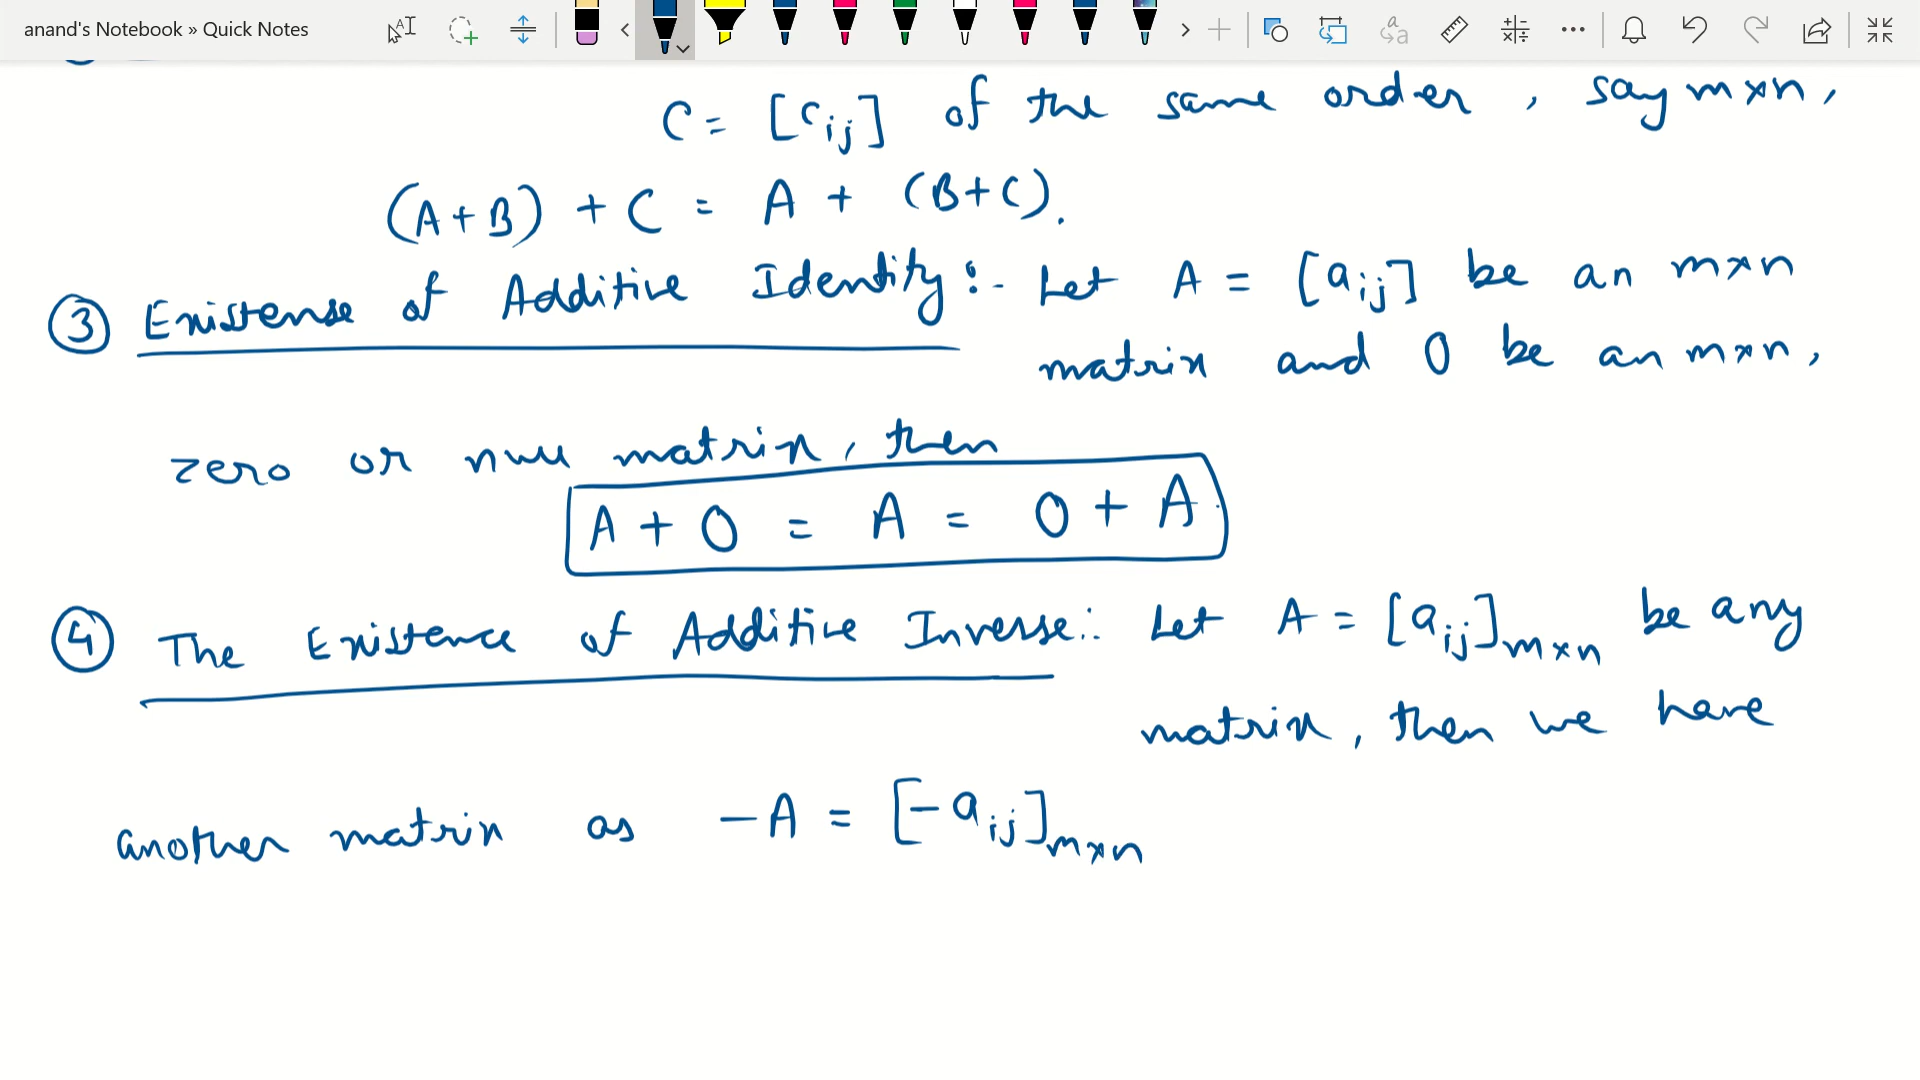 anand's Notebook » Quick Notes
C = [cij] of the same order, say m×n,
(A+B) + C = A + (B+C).
③ Existense of Additive Identity :- Let A = [aij] be an m×n
matrix and O be an m×n,
zero or null matrix, then
A + O = A = O + A
④ The Existence of Additive Inverse :- Let A = [aij]m×n be any
matrix, then we have
another matrix as -A = [-aij]m×n